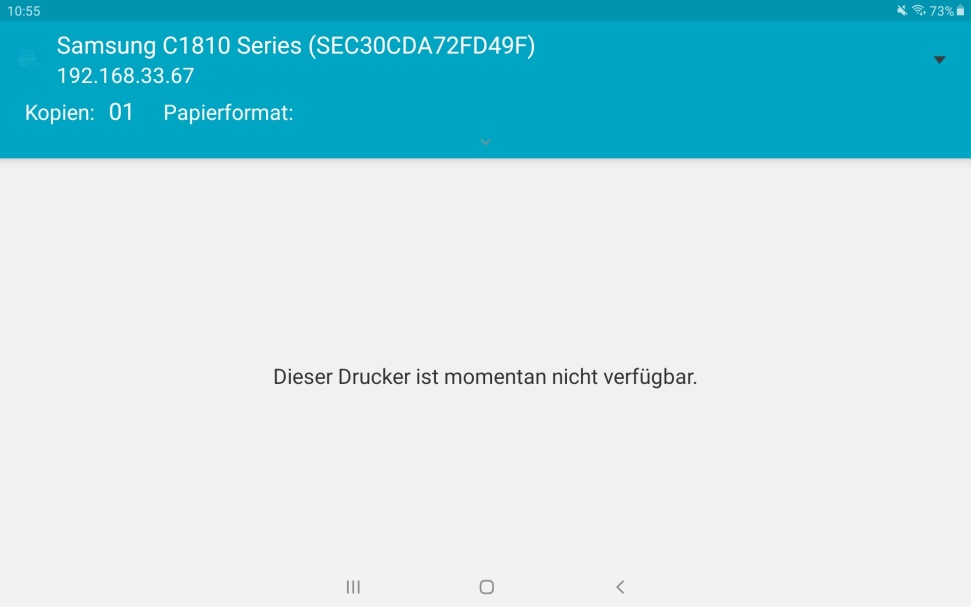 10:55
73%
Samsung C1810 Series (SEC30CDA72FD49F)
192.168.33.67
Kopien: 01 Papierformat:
Dieser Drucker ist momentan nicht verfügbar.